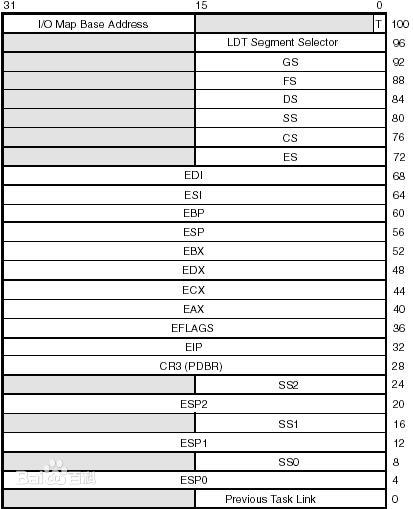 31 15 0
I/O Map Base Address T 100
LDT Segment Selector 96
GS 92
FS 88
DS 84
SS 80
CS 76
ES 72
EDI 68
ESI 64
EBP 60
ESP 56
EBX 52
EDX 48
ECX 44
EAX 40
EFLAGS 36
EIP 32
CR3 (PDBR) 28
SS2 24
ESP2 20
SS1 16
ESP1 12
SS0 8
Bai百科
ESP0 4
Previous Task Link 0